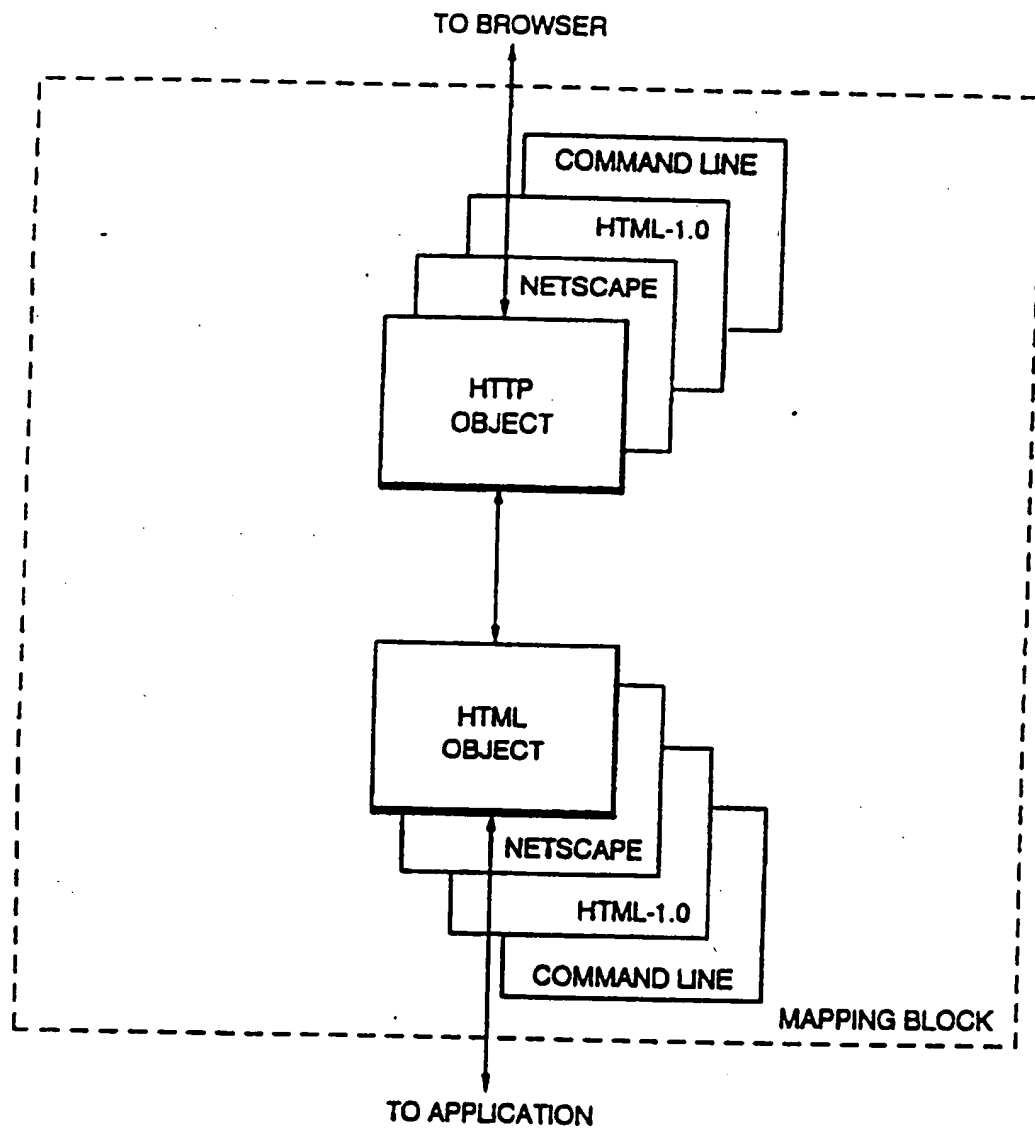 TO BROWSER
COMMAND LINE
HTML-1.0
NETSCAPE
HTTP
OBJECT
HTML
OBJECT
NETSCAPE
HTML-1.0
COMMAND LINE
MAPPING BLOCK
TO APPLICATION